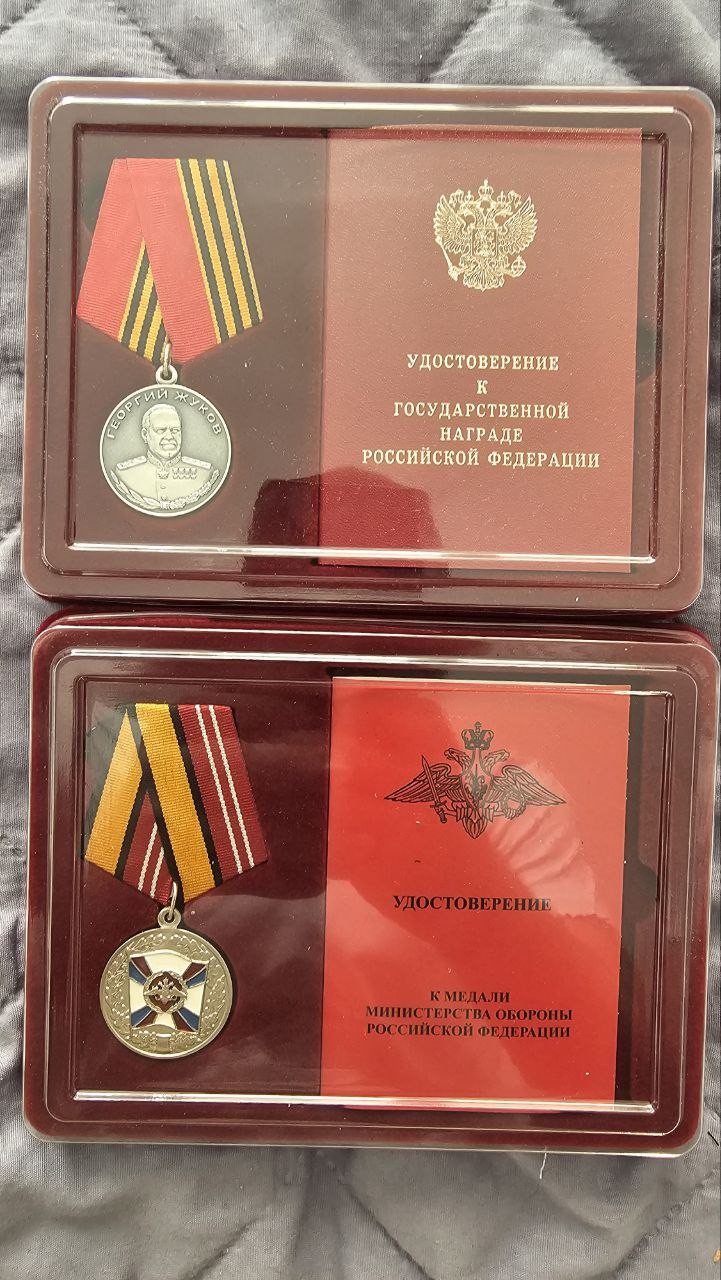 ГЕОРГИЙ ЖУКОВ
УДОСТОВЕРЕНИЕ
К
ГОСУДАРСТВЕННОЙ
НАГРАДЕ
РОССИЙСКОЙ ФЕДЕРАЦИИ
УДОСТОВЕРЕНИЕ
К МЕДАЛИ
МИНИСТЕРСТВА ОБОРОНЫ
РОССИЙСКОЙ ФЕДЕРАЦИИ